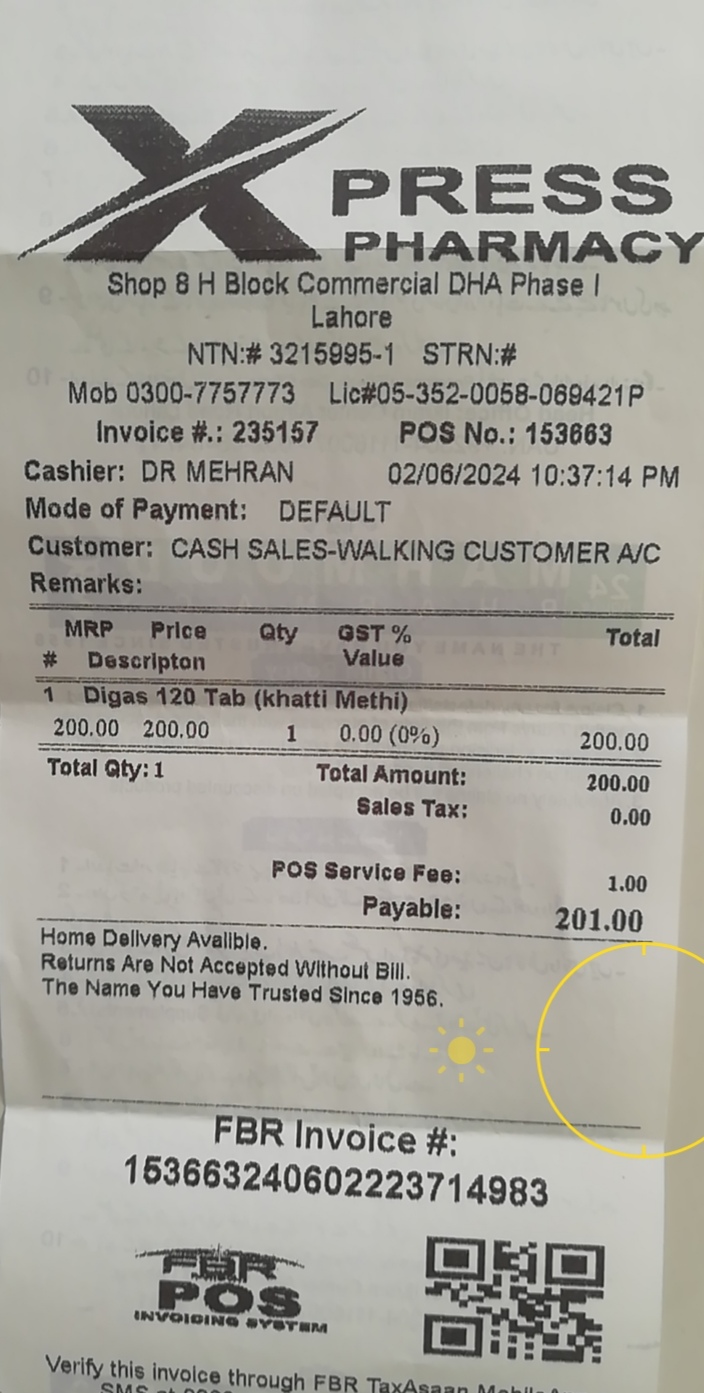 XPRESS
PHARMACY
Shop 8 H Block Commercial DHA Phase I
Lahore
NTN:# 3215995-1 STRN:#
Mob 0300-7757773 Lic#05-352-0058-069421P
Invoice #.: 235157 POS No.: 153663
Cashier: DR MEHRAN 02/06/2024 10:37:14 PM
Mode of Payment: DEFAULT
Customer: CASH SALES-WALKING CUSTOMER A/C
Remarks:
MRP Price Qty GST % Total
# Descripton Value
1 Digas 120 Tab (khatti Methi)
200.00 200.00 1 0.00 (0%) 200.00
Total Qty: 1 Total Amount: 200.00
Sales Tax: 0.00
POS Service Fee: 1.00
Payable: 201.00
Home Delivery Avalible.
Returns Are Not Accepted Without Bill.
The Name You Have Trusted Since 1956.
FBR Invoice #:
153663240602223714983
FBR
POS
INVOICING SYSTEM
Verify this invoice through FBR TaxAsaan
SMS at